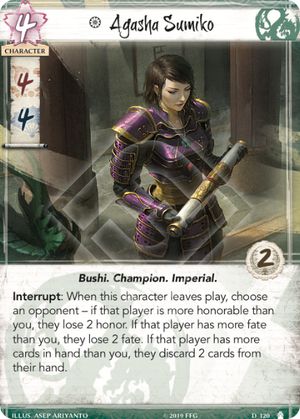 4
Agasha Sumiko
CHARACTER
4
4
2
Bushi. Champion. Imperial.
Interrupt: When this character leaves play, choose
an opponent – if that player is more honorable than
you, they lose 2 honor. If that player has more fate
than you, they lose 2 fate. If that player has more
cards in hand than you, they discard 2 cards from
their hand.
ILLUS. ASEP ARIYANTO
©2019 FFG
D 120